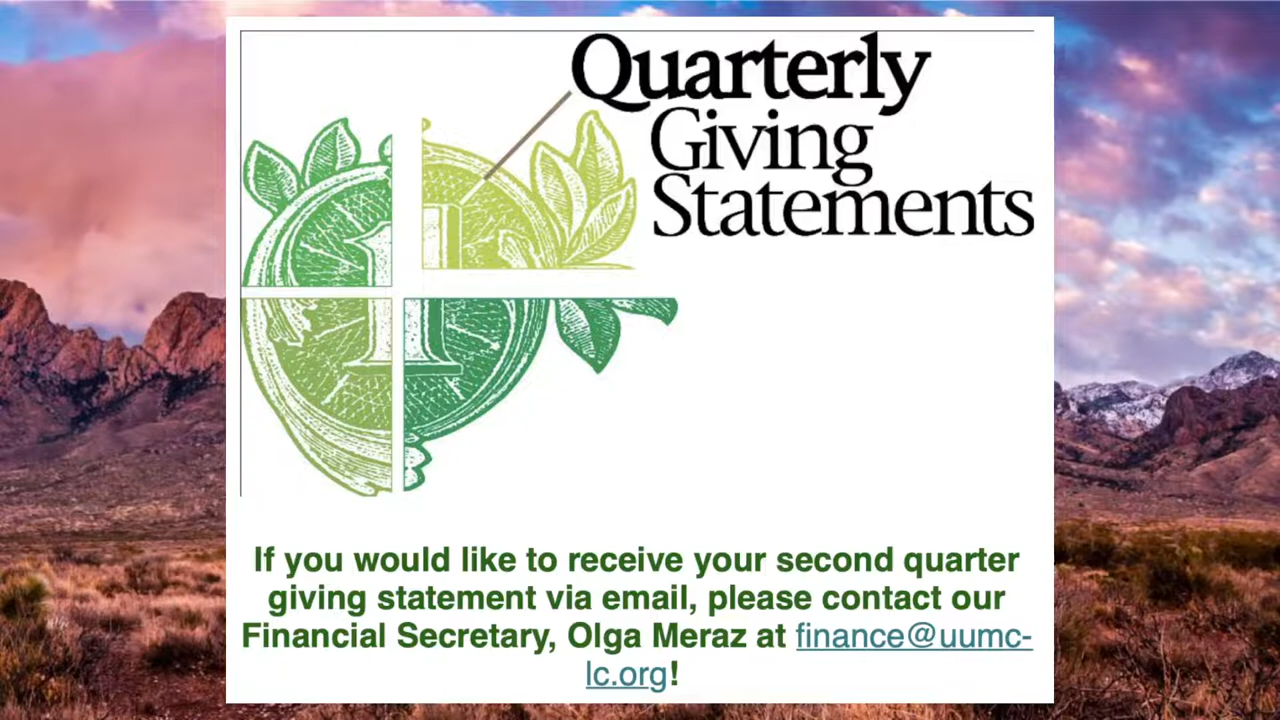 Quarterly
Giving
Statements
If you would like to receive your second quarter
giving statement via email, please contact our
Financial Secretary, Olga Meraz at finance@uumc-
lc.org!